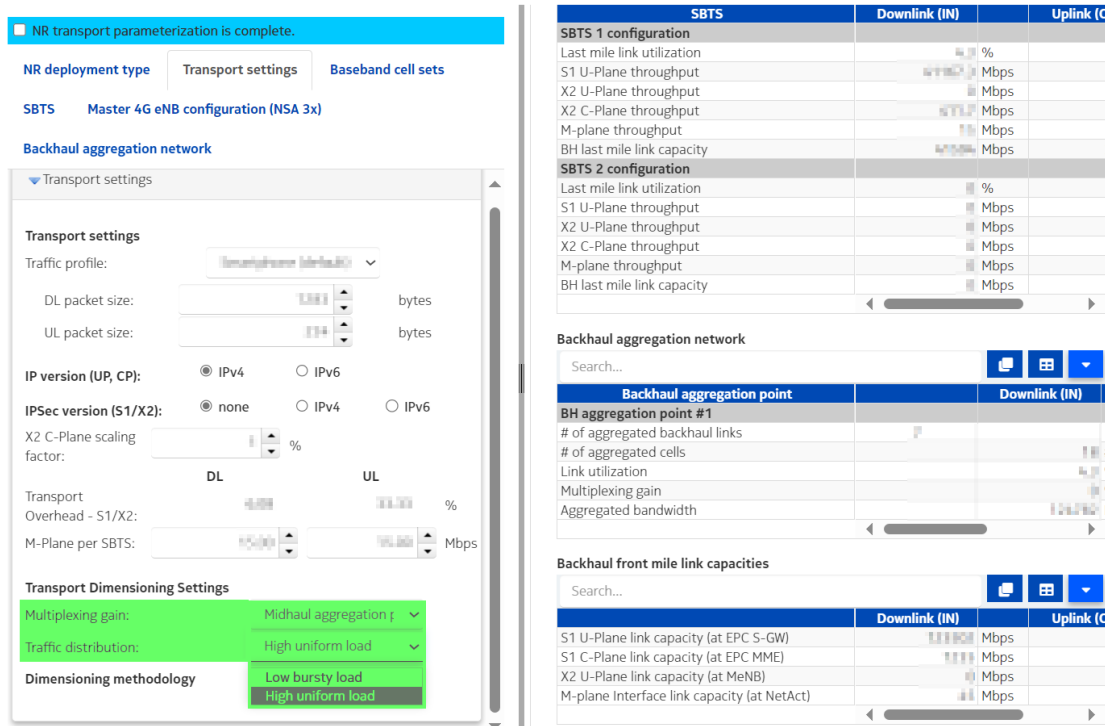 NR transport parameterization is complete.
NR deployment type Transport settings Baseband cell sets
SBTS Master 4G eNB configuration (NSA 3x)
Backhaul aggregation network
Transport settings
Transport settings
Traffic profile:
DL packet size: bytes
UL packet size: bytes
IP version (UP, CP): IPv4 IPv6
IPSec version (S1/X2): none IPv4 IPv6
X2 C-Plane scaling
factor: %
DL UL
Transport
Overhead - S1/X2: %
M-Plane per SBTS: Mbps
Transport Dimensioning Settings
Multiplexing gain: Midhaul aggregation p
Traffic distribution: High uniform load
Low bursty load
High uniform load
Dimensioning methodology
SBTS Downlink (IN) Uplink (
SBTS 1 configuration
Last mile link utilization %
S1 U-Plane throughput Mbps
X2 U-Plane throughput Mbps
X2 C-Plane throughput Mbps
M-plane throughput Mbps
BH last mile link capacity Mbps
SBTS 2 configuration
Last mile link utilization %
S1 U-Plane throughput Mbps
X2 U-Plane throughput Mbps
X2 C-Plane throughput Mbps
M-plane throughput Mbps
BH last mile link capacity Mbps
Backhaul aggregation network
Search...
Backhaul aggregation point Downlink (IN)
BH aggregation point #1
# of aggregated backhaul links
# of aggregated cells
Link utilization
Multiplexing gain
Aggregated bandwidth
Backhaul front mile link capacities
Search...
Downlink (IN) Uplink (
S1 U-Plane link capacity (at EPC S-GW) Mbps
S1 C-Plane link capacity (at EPC MME) Mbps
X2 U-Plane link capacity (at MeNB) Mbps
M-plane Interface link capacity (at NetAct) Mbps